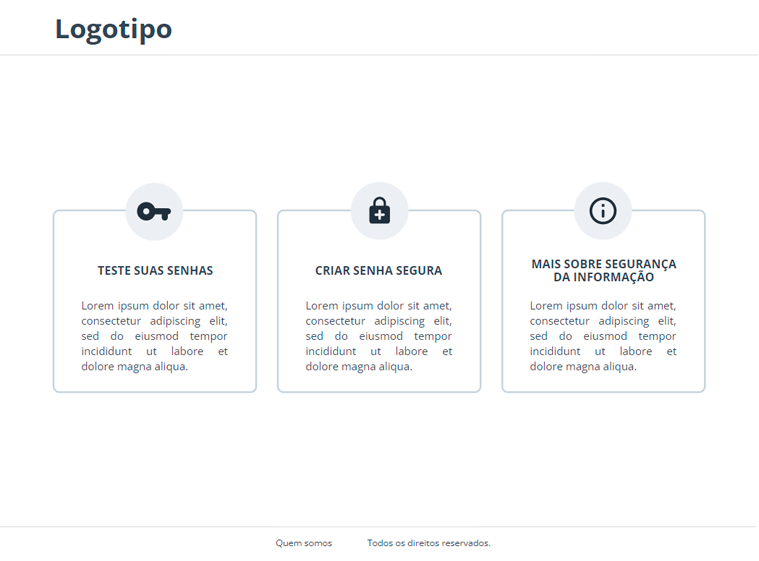 Logotipo
TESTE SUAS SENHAS
Lorem ipsum dolor sit amet,
consectetur adipiscing elit,
sed do eiusmod tempor
incididunt ut labore et
dolore magna aliqua.
CRIAR SENHA SEGURA
Lorem ipsum dolor sit amet,
consectetur adipiscing elit,
sed do eiusmod tempor
incididunt ut labore et
dolore magna aliqua.
MAIS SOBRE SEGURANÇA
DA INFORMAÇÃO
Lorem ipsum dolor sit amet,
consectetur adipiscing elit,
sed do eiusmod tempor
incididunt ut labore et
dolore magna aliqua.
Quem somos
Todos os direitos reservados.